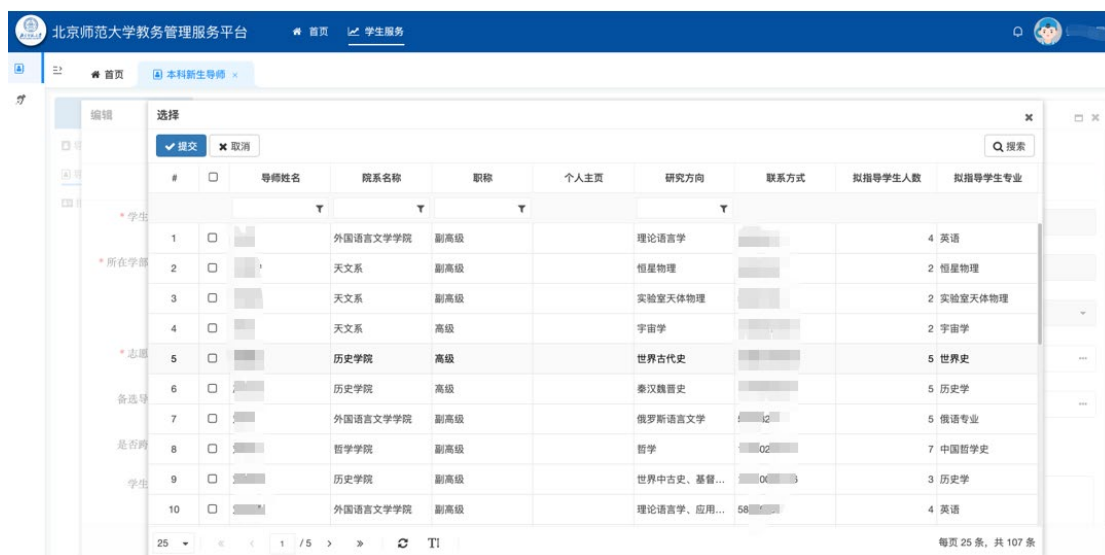 北京师范大学教务管理服务平台 首页 学生服务
首页 本科新生导师 ×
编辑 选择
提交 取消 搜索
# 导师姓名 院系名称 职称 个人主页 研究方向 联系方式 拟指导学生人数 拟指导学生专业
* 学生
1 外国语言文学学院 副高级 理论语言学 4 英语
* 所在学部
2 天文系 副高级 恒星物理 2 恒星物理
3 天文系 副高级 实验室天体物理 2 实验室天体物理
4 天文系 高级 宇宙学 2 宇宙学
* 志愿
5 历史学院 高级 世界古代史 5 世界史
6 历史学院 高级 秦汉魏晋史 5 历史学
备选导
7 外国语言文学学院 副高级 俄罗斯语言文学 5 俄语专业
是否跨
8 哲学学院 副高级 哲学 02 7 中国哲学史
学生
9 历史学院 副高级 世界中古史、基督... 3 历史学
10 外国语言文学学院 副高级 理论语言学、应用... 58 4 英语
25 « ‹ 1 / 5 › » TI 每页 25 条，共 107 条